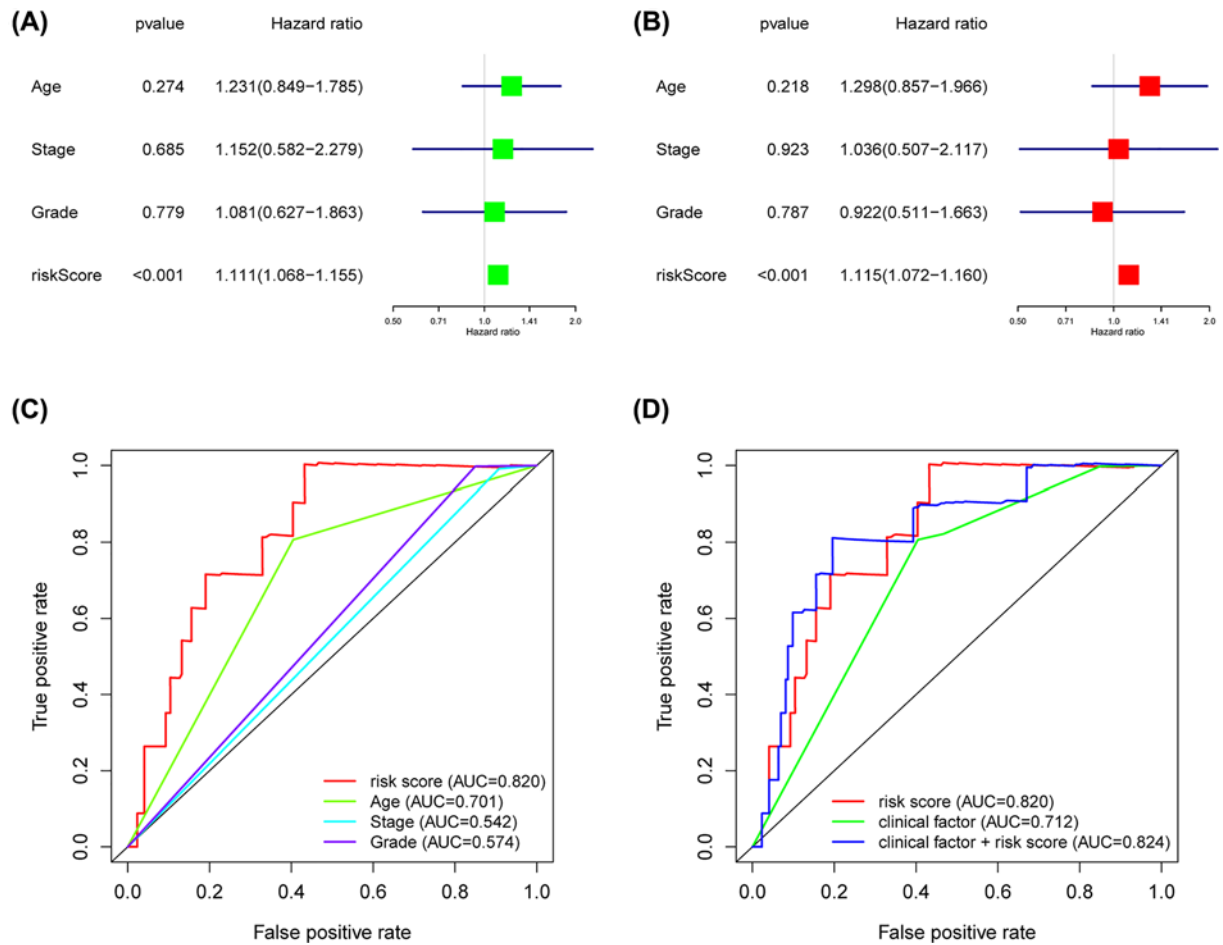 (A)
pvalue Hazard ratio
Age 0.274 1.231(0.849−1.785)
Stage 0.685 1.152(0.582−2.279)
Grade 0.779 1.081(0.627−1.863)
riskScore <0.001 1.111(1.068−1.155)
0.50 0.71 1.0 1.41 2.0
Hazard ratio
(B)
pvalue Hazard ratio
Age 0.218 1.298(0.857−1.966)
Stage 0.923 1.036(0.507−2.117)
Grade 0.787 0.922(0.511−1.663)
riskScore <0.001 1.115(1.072−1.160)
0.50 0.71 1.0 1.41 2.0
Hazard ratio
(C)
True positive rate
1.0
0.8
0.6
0.4
0.2
0.0
risk score (AUC=0.820)
Age (AUC=0.701)
Stage (AUC=0.542)
Grade (AUC=0.574)
0.0 0.2 0.4 0.6 0.8 1.0
False positive rate
(D)
True positive rate
1.0
0.8
0.6
0.4
0.2
0.0
risk score (AUC=0.820)
clinical factor (AUC=0.712)
clinical factor + risk score (AUC=0.824)
0.0 0.2 0.4 0.6 0.8 1.0
False positive rate